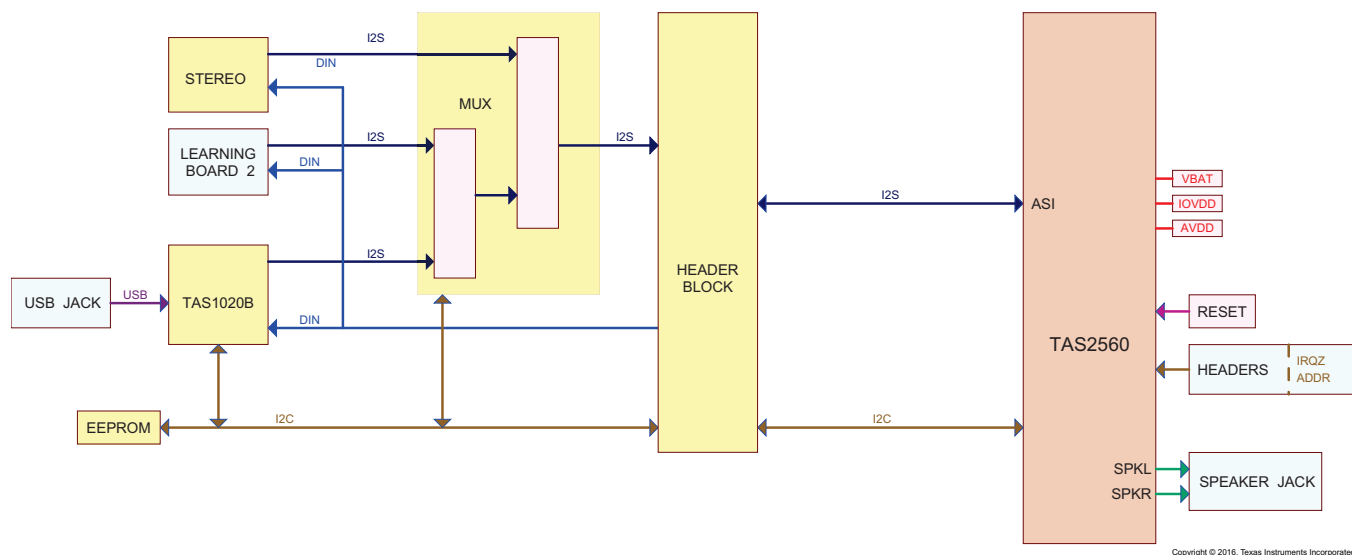 I2S
STEREO
DIN
MUX
I2S
LEARNING
BOARD 2
DIN
I2S
I2S
USB JACK
USB
TAS1020B
I2S
DIN
EEPROM
I2C
HEADER
BLOCK
I2S
I2C
ASI
TAS2560
SPKL
SPKR
VBAT
IOVDD
AVDD
RESET
HEADERS
IRQZ
ADDR
SPEAKER JACK
Copyright © 2016, Texas Instruments Incorporated